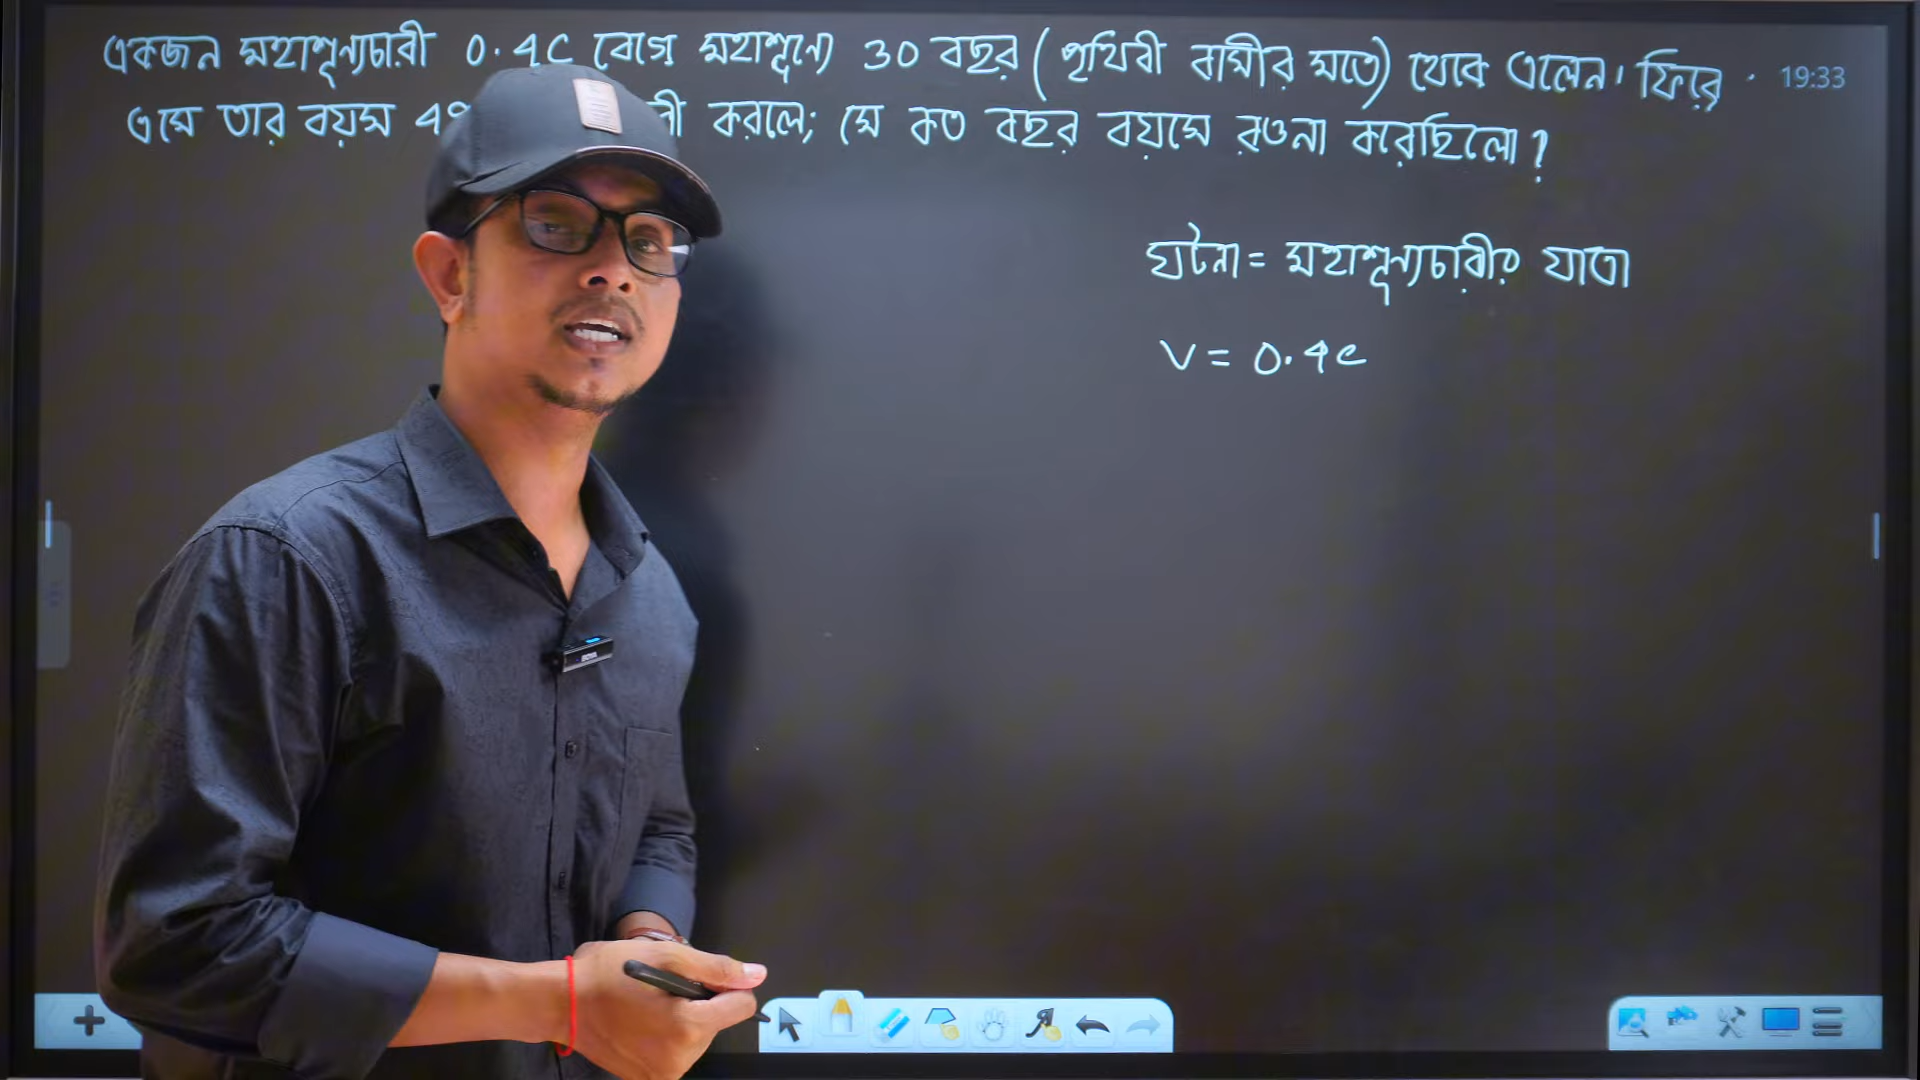 একজন মহাশূন্যচারী 0.4C বেগে মহাশূন্যে 30 বছর (পৃথিবী বাসীর মতে) থেকে এলেন। ফিরে
19:33
এসে তার বয়স করলে; সে কত বছর বয়সে রওনা করেছিলো?
ঘটনা = মহাশূন্যচারীর যাত্রা
V = 0.4c